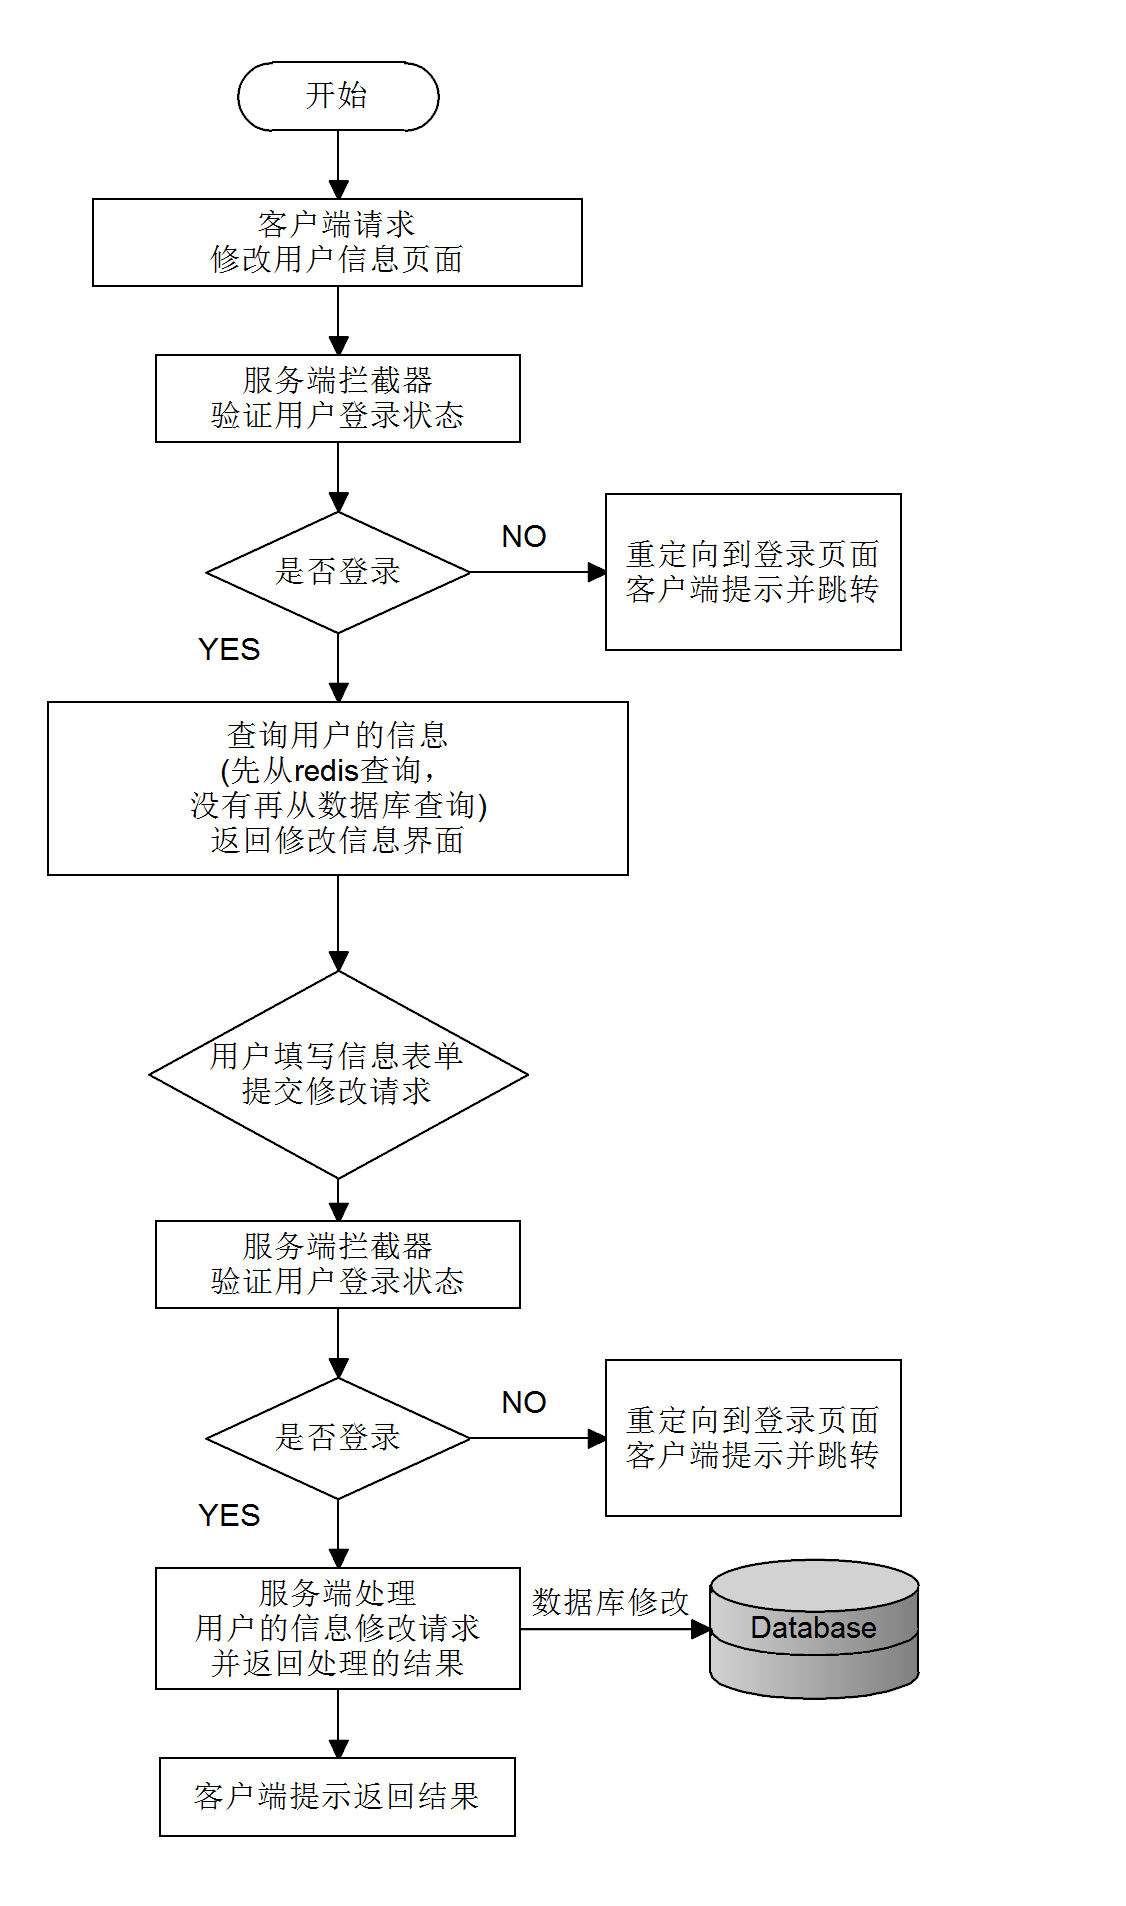 开始
客户端请求
修改用户信息页面
服务端拦截器
验证用户登录状态
是否登录
NO
重定向到登录页面
客户端提示并跳转
YES
查询用户的信息
(先从redis查询，
没有再从数据库查询)
返回修改信息界面
用户填写信息表单
提交修改请求
服务端拦截器
验证用户登录状态
是否登录
NO
重定向到登录页面
客户端提示并跳转
YES
服务端处理
用户的信息修改请求
并返回处理的结果
数据库修改
Database
客户端提示返回结果